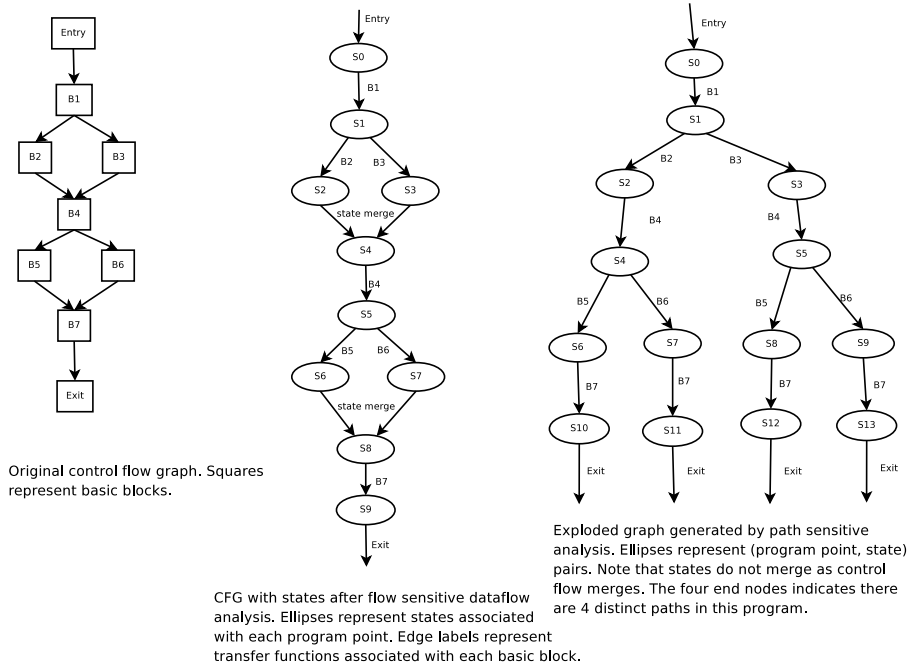 Entry
B1
B2
B3
B4
B5
B6
B7
Exit
Original control flow graph. Squares
represent basic blocks.
Entry
S0
B1
S1
B2
B3
S2
S3
state merge
S4
B4
S5
B5
B6
S6
S7
state merge
S8
B7
S9
Exit
CFG with states after flow sensitive dataflow
analysis. Ellipses represent states associated
with each program point. Edge labels represent
transfer functions associated with each basic block.
Entry
S0
B1
S1
B2
B3
S2
S3
B4
B4
S4
S5
B5
B6
B5
B6
S6
S7
S8
S9
B7
B7
B7
B7
S10
S11
S12
S13
Exit
Exit
Exit
Exit
Exploded graph generated by path sensitive
analysis. Ellipses represent (program point, state)
pairs. Note that states do not merge as control
flow merges. The four end nodes indicates there
are 4 distinct paths in this program.